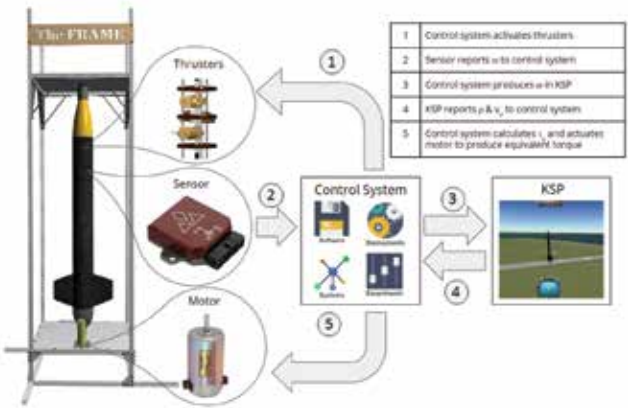 The FRAME
Thrusters
1
1 Control system activates thrusters
2 Sensor reports ω to control system
3 Control system produces ω in KSP
4 KSP reports ρ & v to control system
5 Control system calculates and actuates
motor to produce equivalent torque
Sensor
2
Control System
Software
Systems
3
4
KSP
Motor
5